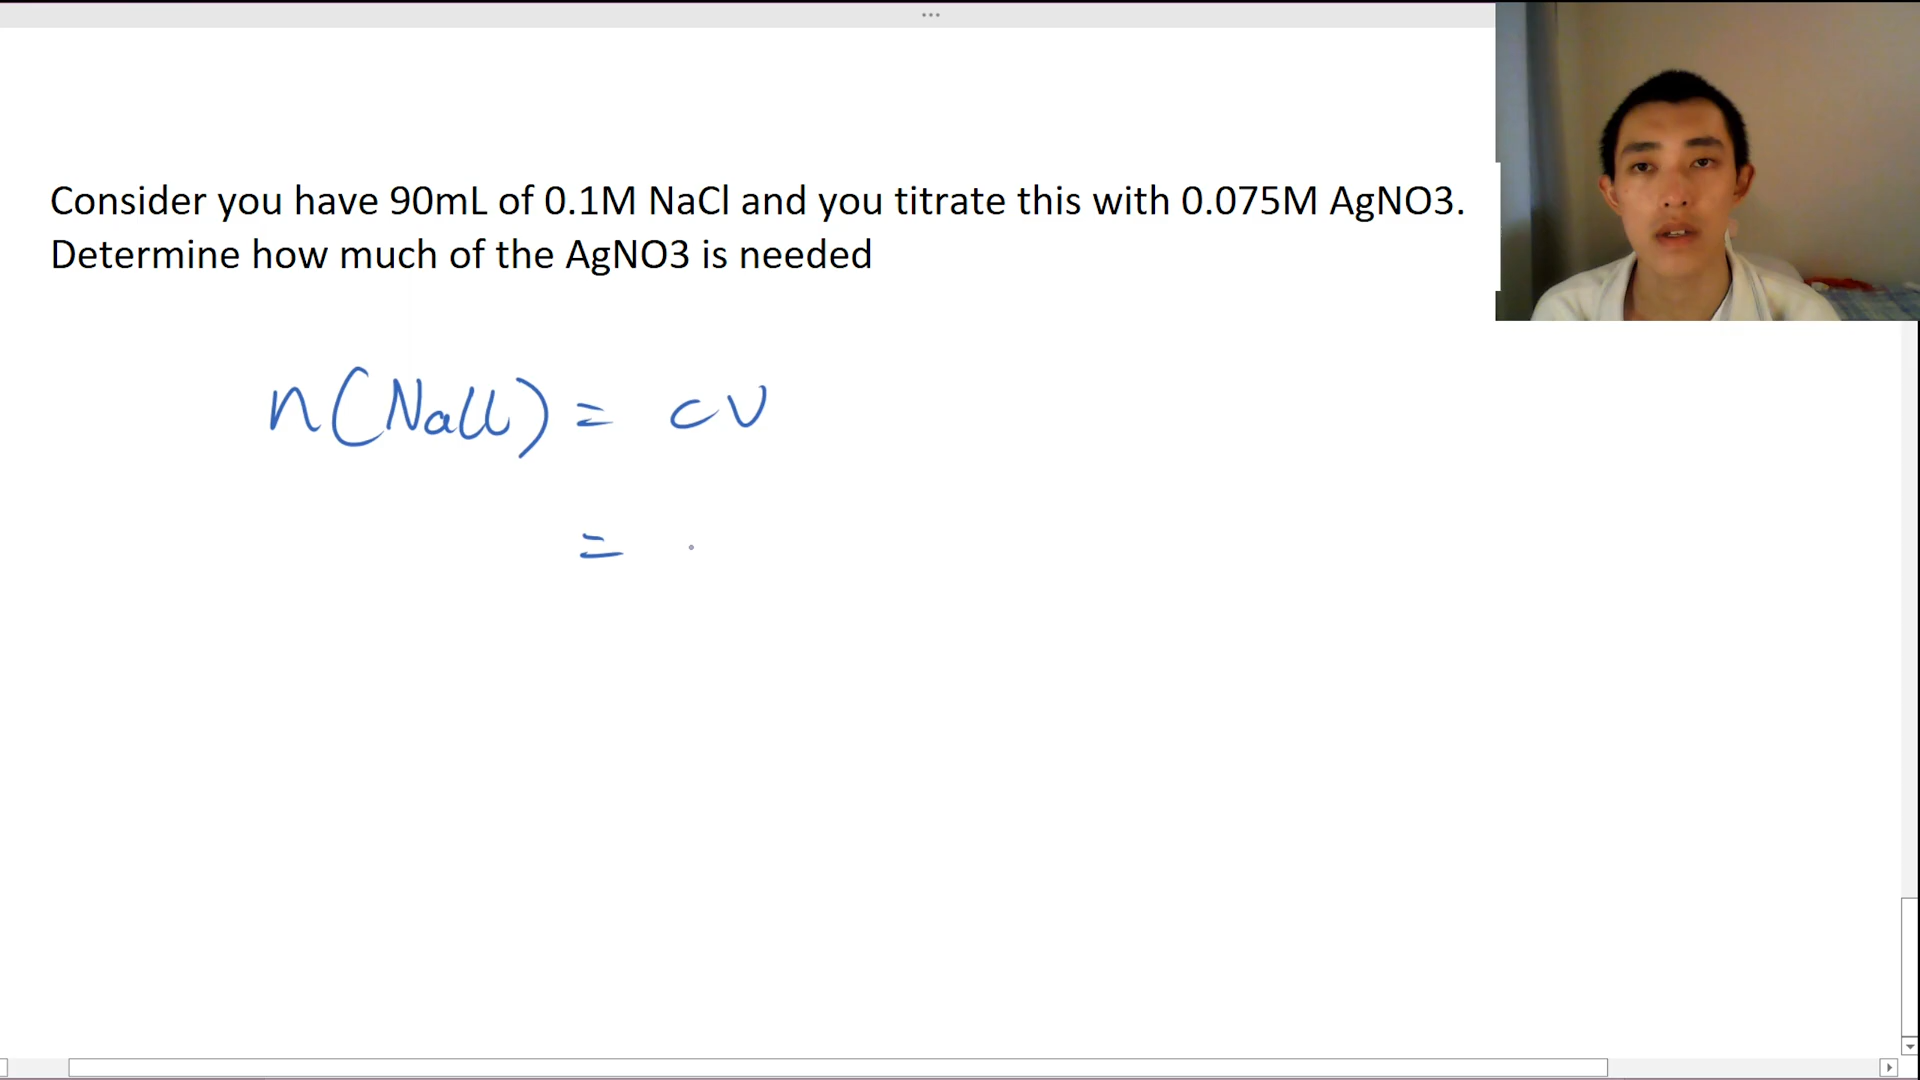 Consider you have 90mL of 0.1M NaCl and you titrate this with 0.075M AgNO3.
Determine how much of the AgNO3 is needed
n(NaCl) = cV
=